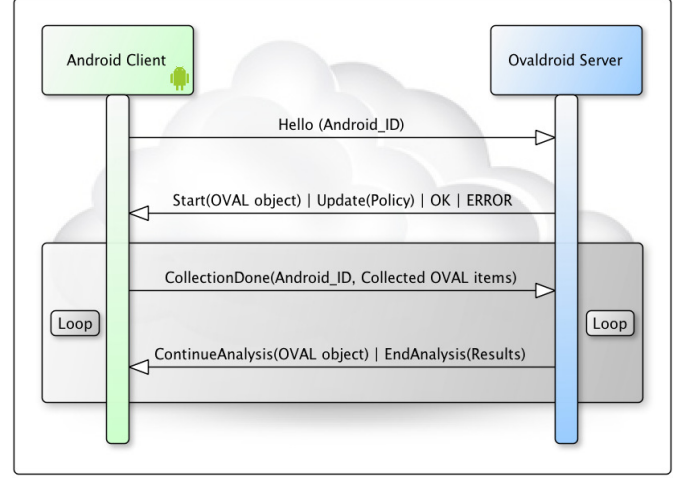 Android Client
Ovaldroid Server
Hello (Android_ID)
Start(OVAL object) | Update(Policy) | OK | ERROR
CollectionDone(Android_ID, Collected OVAL items)
Loop
Loop
ContinueAnalysis(OVAL object) | EndAnalysis(Results)